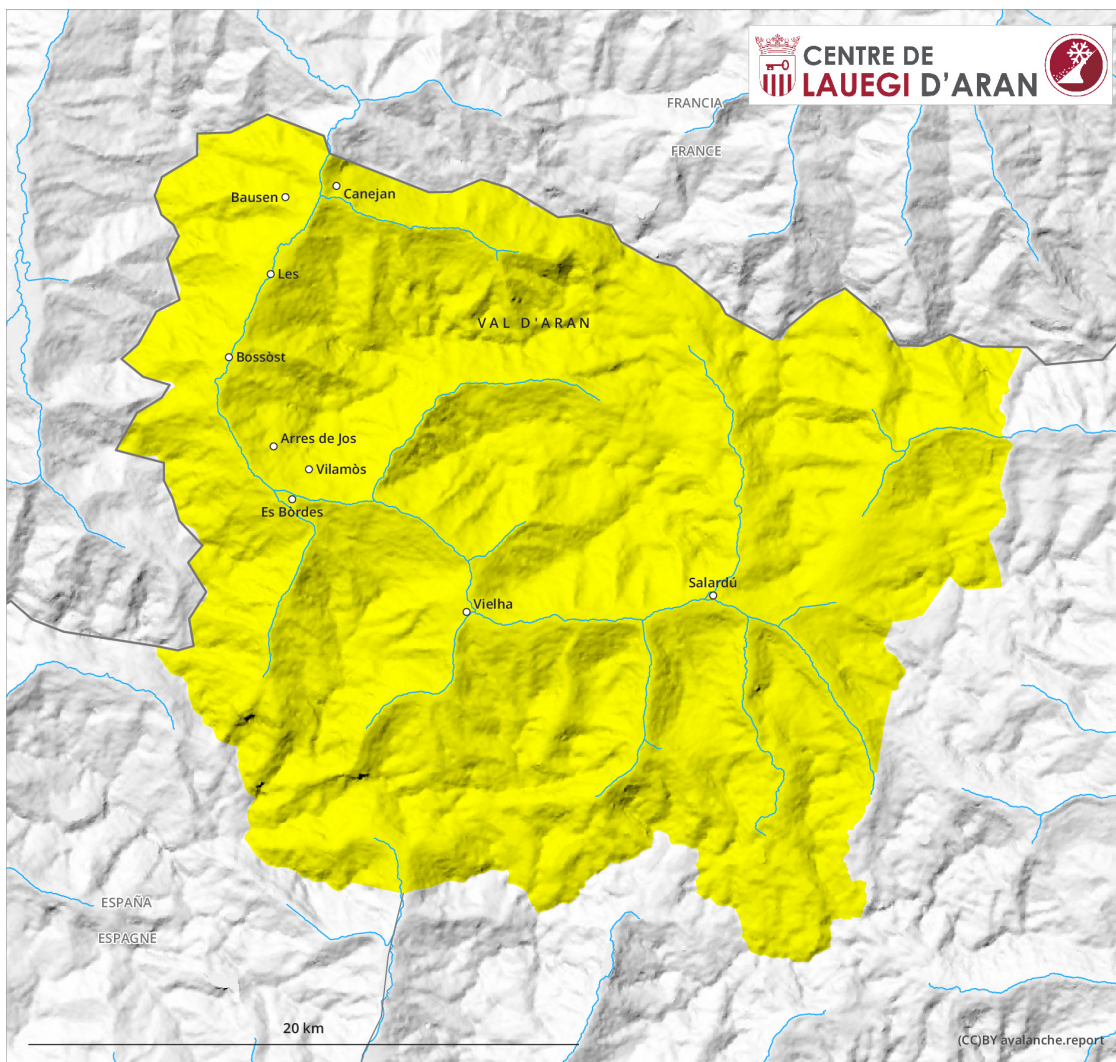 CENTRE DE
LAUEGI D'ARAN
FRANCIA
FRANCE
Canejan
Bausen
Les
VAL D'ARAN
Bossòst
Arres de Jos
Vilamòs
Es Bòrdes
Salardú
Vielha
ESPAÑA
ESPAGNE
20 km
(CC)BY avalanche.report